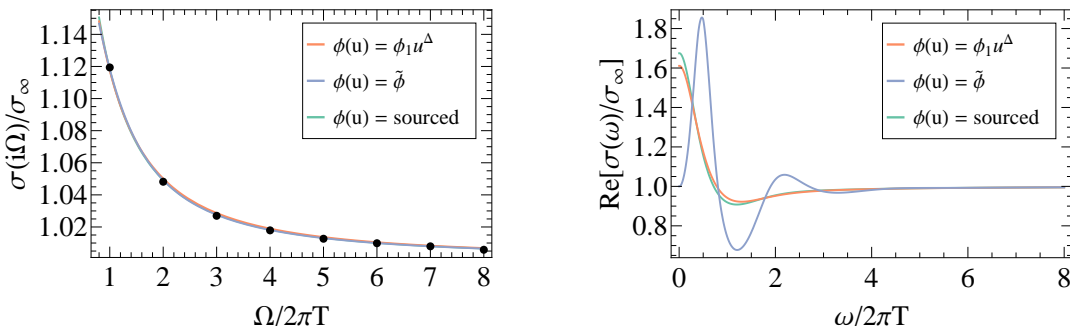 1.14
1.12
1.10
1.08
1.06
1.04
1.02
σ(iΩ)/σ∞
ϕ(u) = ϕ₁u^Δ
ϕ(u) = ϕ̃
ϕ(u) = sourced
1 2 3 4 5 6 7 8
Ω/2πT
1.8
1.6
1.4
1.2
1.0
0.8
Re[σ(ω)/σ∞]
ϕ(u) = ϕ₁u^Δ
ϕ(u) = ϕ̃
ϕ(u) = sourced
0 2 4 6 8
ω/2πT